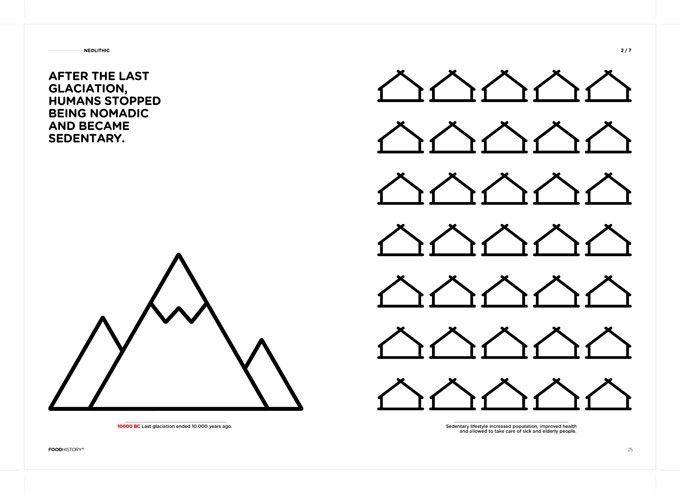 NEOLITHIC
2 / 7
AFTER THE LAST
GLACIATION,
HUMANS STOPPED
BEING NOMADIC
AND BECAME
SEDENTARY.
10000 BC Last glaciation ended 10.000 years ago.
Sedentary lifestyle increased population, improved health
and allowed to take care of sick and elderly people.
FOODHISTORY®
25